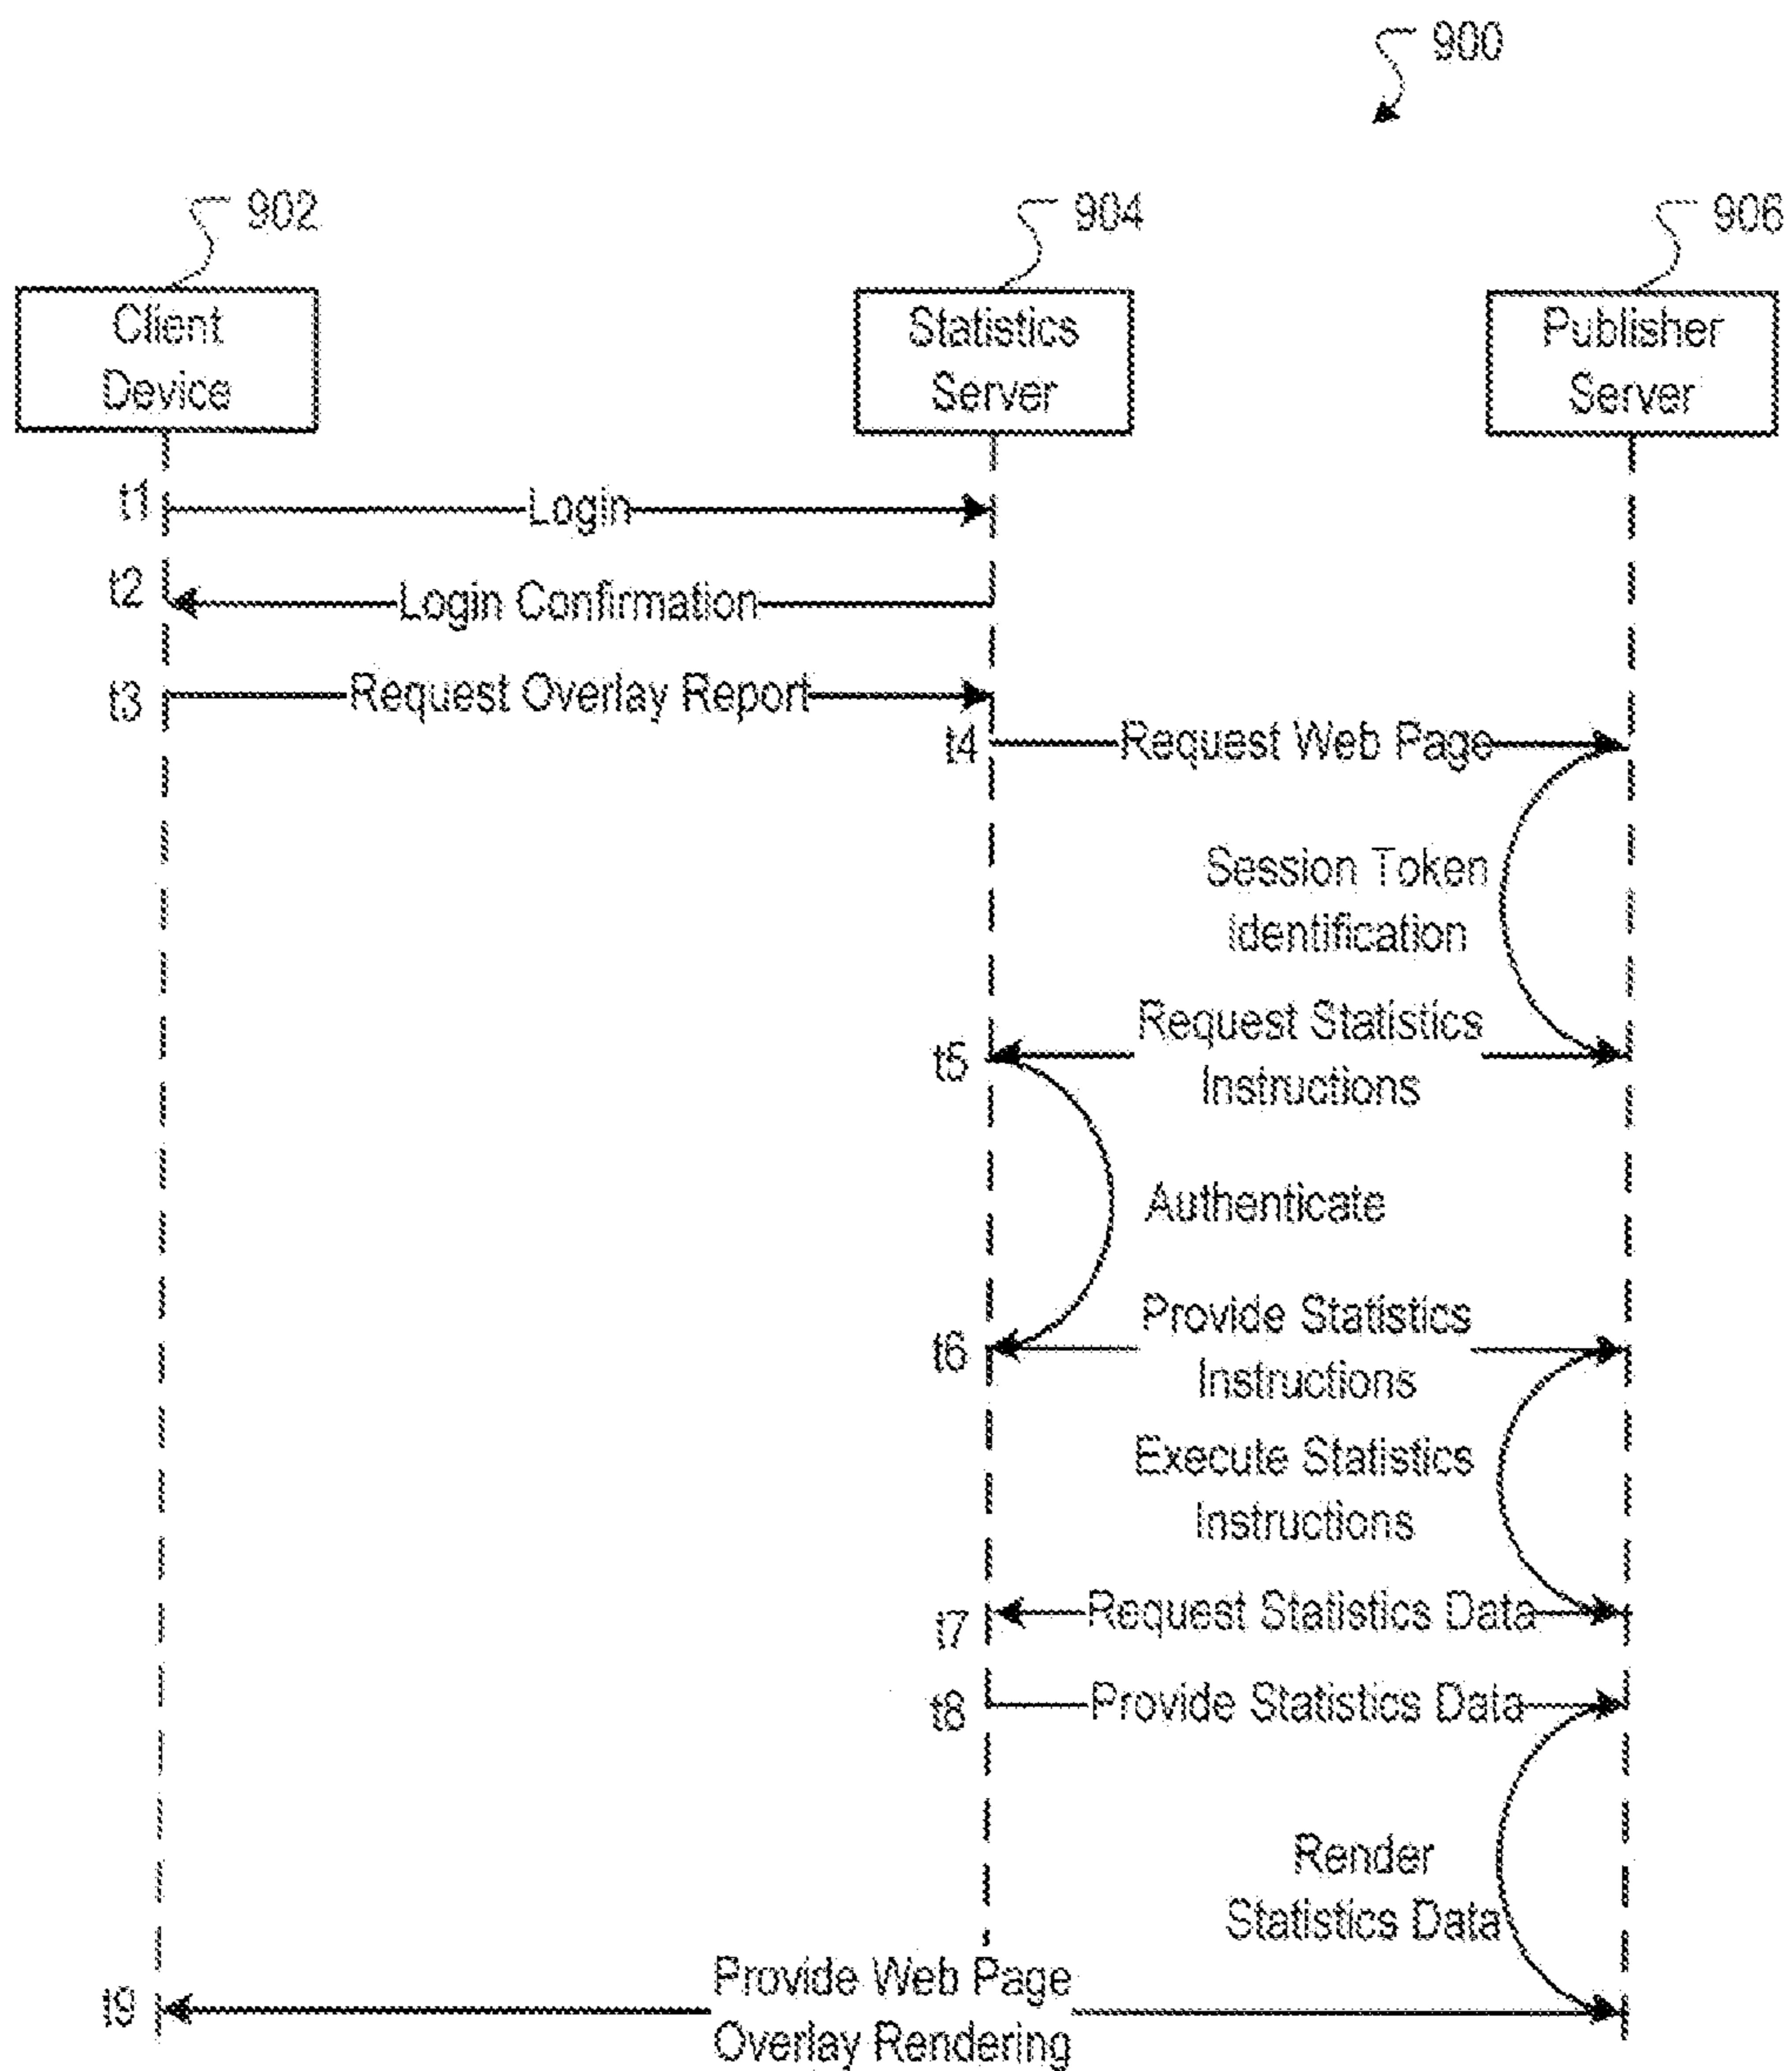 900
902
904
906
Client
Device
Statistics
Server
Publisher
Server
t1
Login
t2
Login Confirmation
t3
Request Overlay Report
t4
Request Web Page
Session Token
Identification
t5
Request Statistics
Instructions
Authenticate
t6
Provide Statistics
Instructions
Execute Statistics
Instructions
t7
Request Statistics Data
t8
Provide Statistics Data
Render
Statistics Data
t9
Provide Web Page
Overlay Rendering